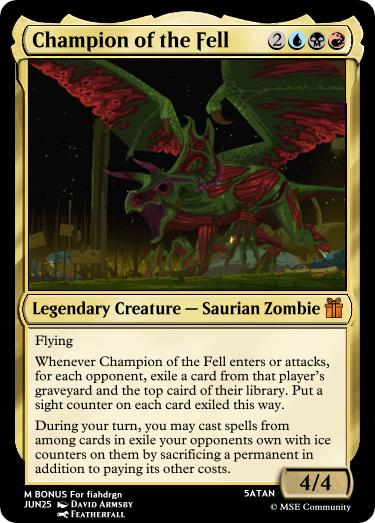 Champion of the Fell 2
Legendary Creature — Saurian Zombie
Flying
Whenever Champion of the Fell enters or attacks,
for each opponent, exile a card from that player's
graveyard and the top caird of their library. Put a
sight counter on each card exiled this way.
During your turn, you may cast spells from
among cards in exile your opponents own with ice
counters on them by sacrificing a permanent in
addition to paying its other costs.
4/4
M BONUS For fiahdrgn 5ATAN
JUN25 David Armsby © MSE Community
Featherfall